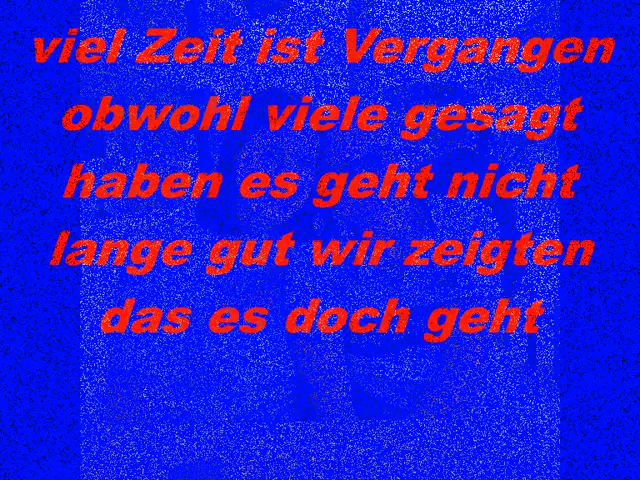 viel Zeit ist Vergangen
obwohl viele gesagt
haben es geht nicht
lange gut wir zeigten
das es doch geht